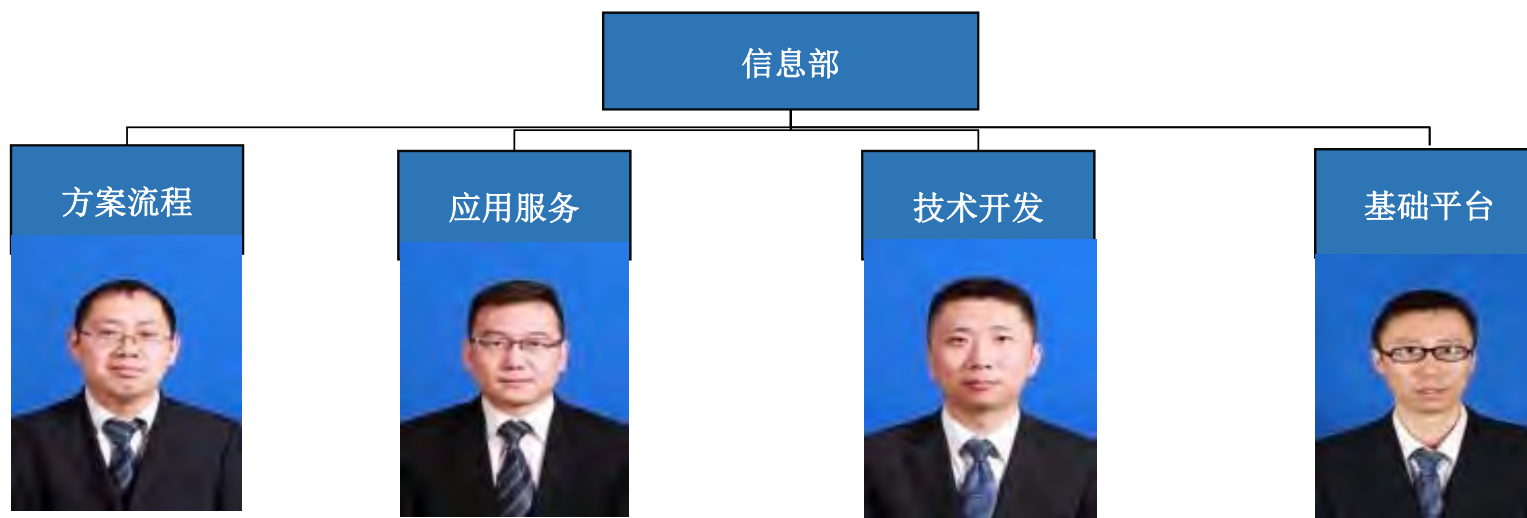 信息部
方案流程
应用服务
技术开发
基础平台